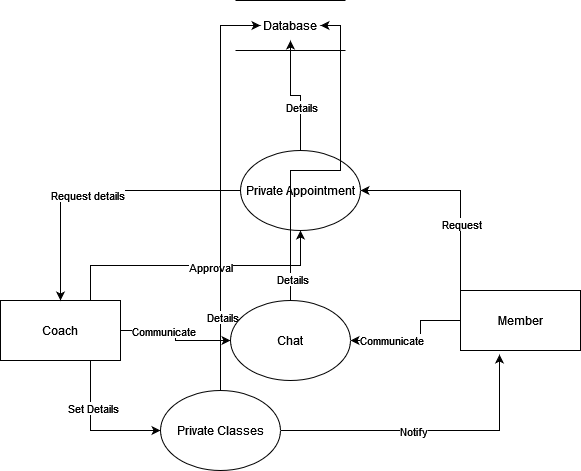 Database
Details
Private Appointment
Request details
Request
Approval
Details
Details
Coach
Communicate
Chat
Communicate
Member
Set Details
Private Classes
Notify